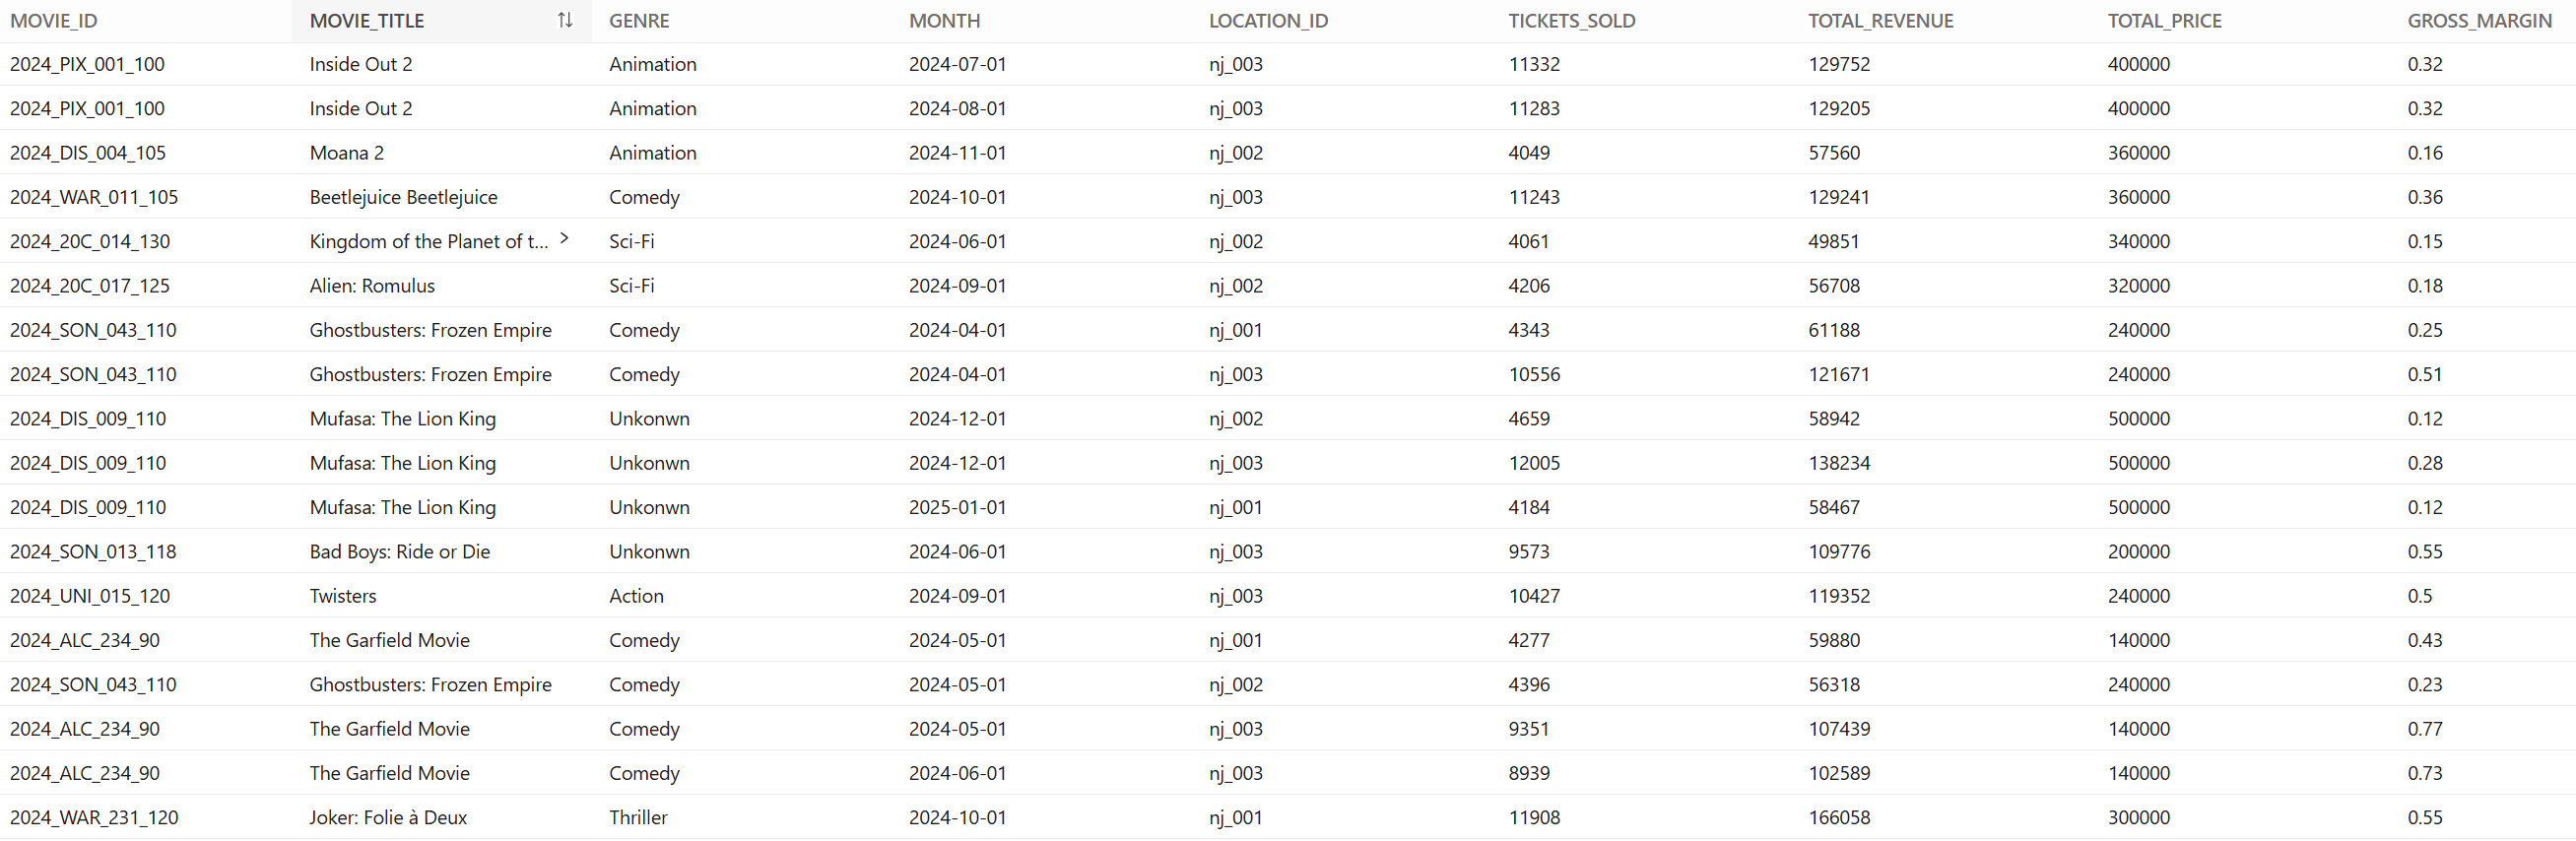 MOVIE_ID MOVIE_TITLE GENRE MONTH LOCATION_ID TICKETS_SOLD TOTAL_REVENUE TOTAL_PRICE GROSS_MARGIN
2024_PIX_001_100 Inside Out 2 Animation 2024-07-01 nj_003 11332 129752 400000 0.32
2024_PIX_001_100 Inside Out 2 Animation 2024-08-01 nj_003 11283 129205 400000 0.32
2024_DIS_004_105 Moana 2 Animation 2024-11-01 nj_002 4049 57560 360000 0.16
2024_WAR_011_105 Beetlejuice Beetlejuice Comedy 2024-10-01 nj_003 11243 129241 360000 0.36
2024_20C_014_130 Kingdom of the Planet of t... Sci-Fi 2024-06-01 nj_002 4061 49851 340000 0.15
2024_20C_017_125 Alien: Romulus Sci-Fi 2024-09-01 nj_002 4206 56708 320000 0.18
2024_SON_043_110 Ghostbusters: Frozen Empire Comedy 2024-04-01 nj_001 4343 61188 240000 0.25
2024_SON_043_110 Ghostbusters: Frozen Empire Comedy 2024-04-01 nj_003 10556 121671 240000 0.51
2024_DIS_009_110 Mufasa: The Lion King Unkonwn 2024-12-01 nj_002 4659 58942 500000 0.12
2024_DIS_009_110 Mufasa: The Lion King Unkonwn 2024-12-01 nj_003 12005 138234 500000 0.28
2024_DIS_009_110 Mufasa: The Lion King Unkonwn 2025-01-01 nj_001 4184 58467 500000 0.12
2024_SON_013_118 Bad Boys: Ride or Die Unkonwn 2024-06-01 nj_003 9573 109776 200000 0.55
2024_UNI_015_120 Twisters Action 2024-09-01 nj_003 10427 119352 240000 0.5
2024_ALC_234_90 The Garfield Movie Comedy 2024-05-01 nj_001 4277 59880 140000 0.43
2024_SON_043_110 Ghostbusters: Frozen Empire Comedy 2024-05-01 nj_002 4396 56318 240000 0.23
2024_ALC_234_90 The Garfield Movie Comedy 2024-05-01 nj_003 9351 107439 140000 0.77
2024_ALC_234_90 The Garfield Movie Comedy 2024-06-01 nj_003 8939 102589 140000 0.73
2024_WAR_231_120 Joker: Folie à Deux Thriller 2024-10-01 nj_001 11908 166058 300000 0.55